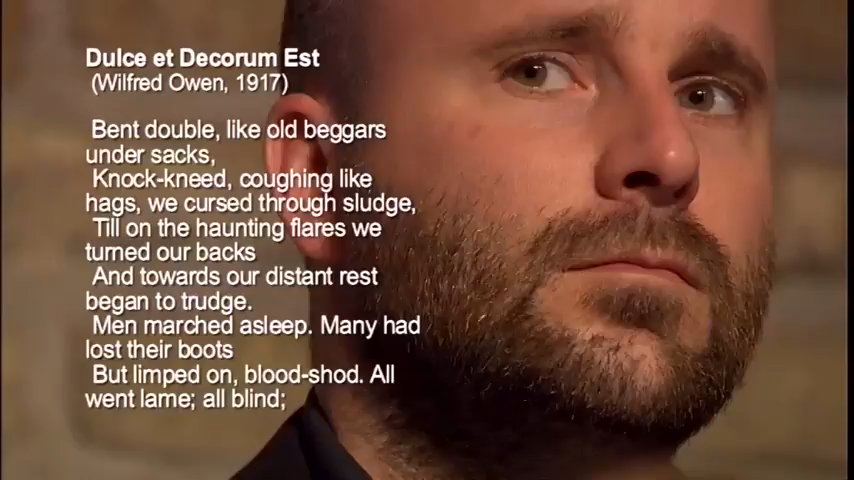 Dulce et Decorum Est
(Wilfred Owen, 1917)
Bent double, like old beggars
under sacks,
Knock-kneed, coughing like
hags, we cursed through sludge,
Till on the haunting flares we
turned our backs
And towards our distant rest
began to trudge.
Men marched asleep. Many had
lost their boots
But limped on, blood-shod. All
went lame; all blind;